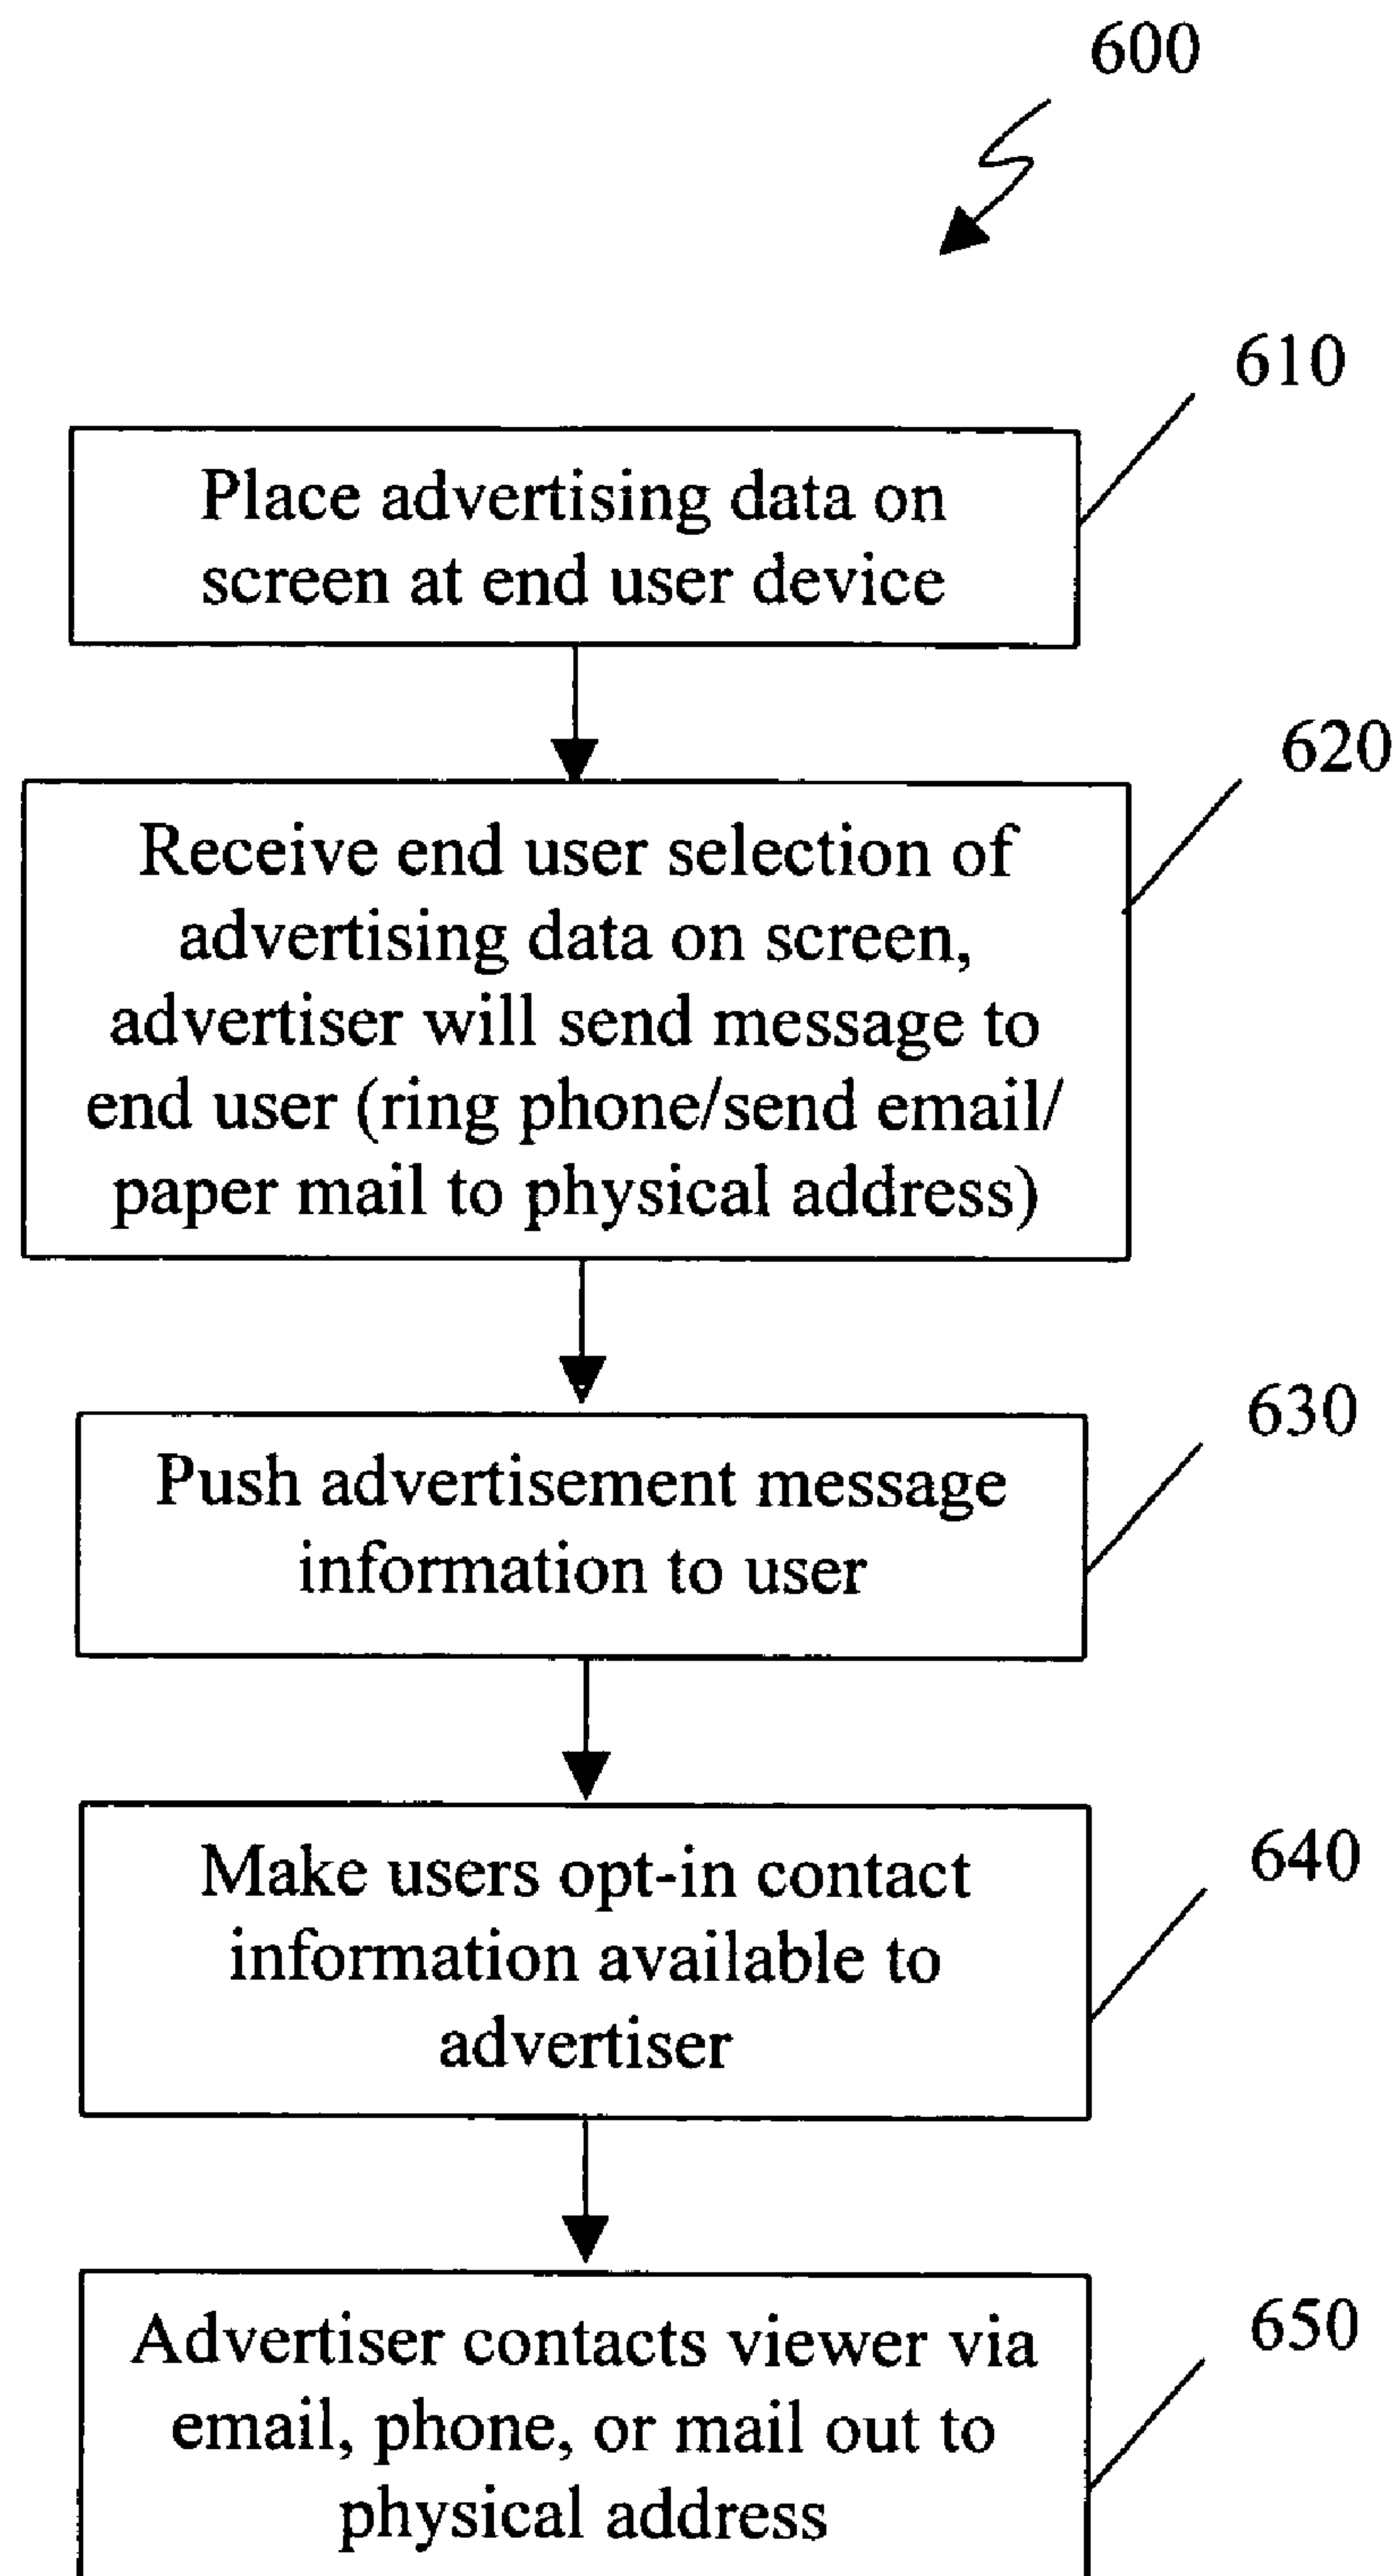 600
610
Place advertising data on
screen at end user device
620
Receive end user selection of
advertising data on screen,
advertiser will send message to
end user (ring phone/send email/
paper mail to physical address)
630
Push advertisement message
information to user
640
Make users opt-in contact
information available to
advertiser
650
Advertiser contacts viewer via
email, phone, or mail out to
physical address